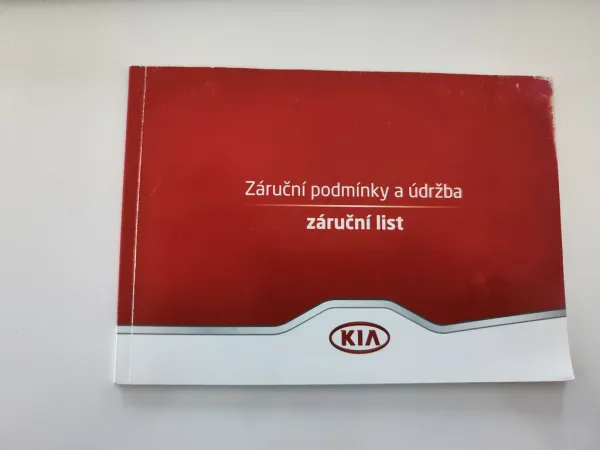 Záruční podmínky a údržba
záruční list
KIA